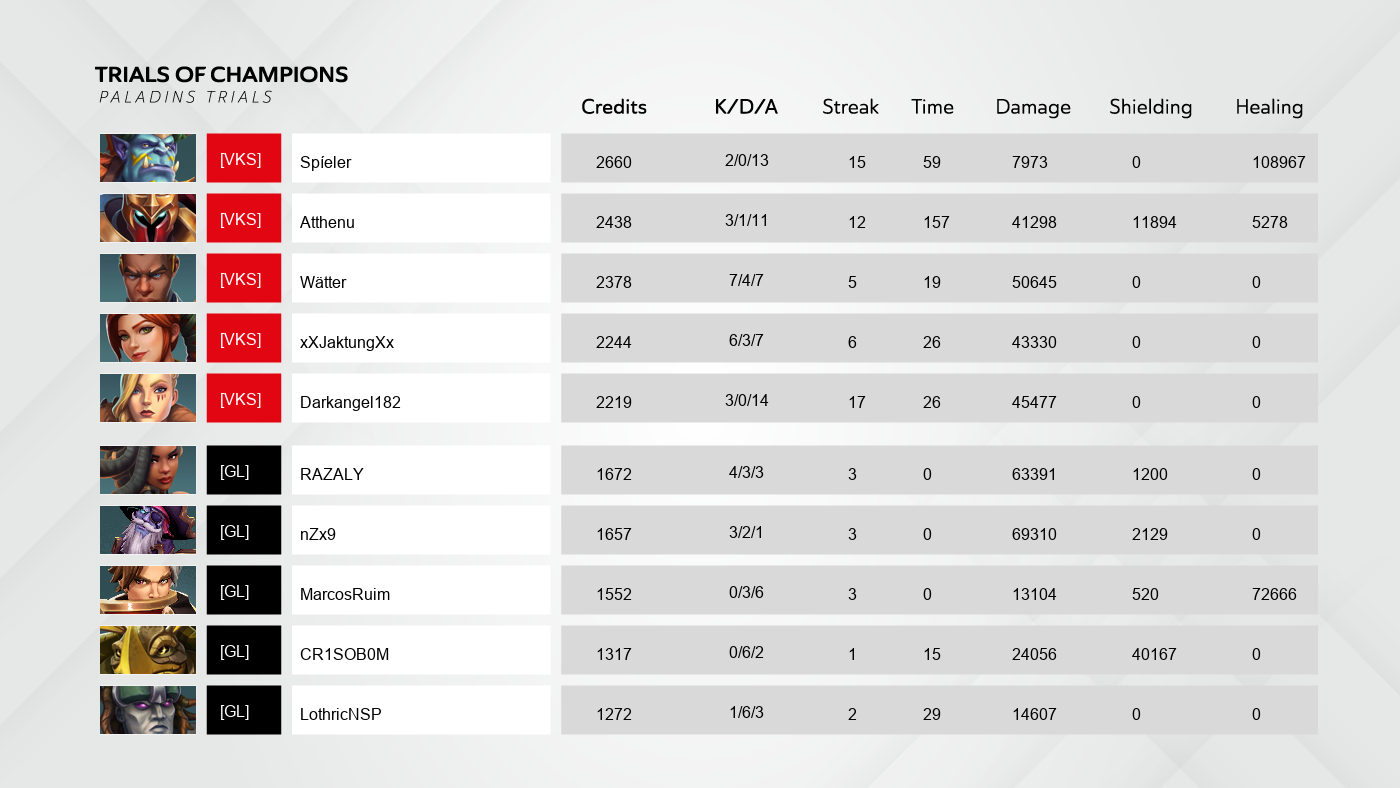 TRIALS OF CHAMPIONS
PALADINS TRIALS
Credits K/D/A Streak Time Damage Shielding Healing
[VKS] Spíeler 2660 2/0/13 15 59 7973 0 108967
[VKS] Atthenu 2438 3/1/11 12 157 41298 11894 5278
[VKS] Wätter 2378 7/4/7 5 19 50645 0 0
[VKS] xXJaktungXx 2244 6/3/7 6 26 43330 0 0
[VKS] Darkangel182 2219 3/0/14 17 26 45477 0 0
[GL] RAZALY 1672 4/3/3 3 0 63391 1200 0
[GL] nZx9 1657 3/2/1 3 0 69310 2129 0
[GL] MarcosRuim 1552 0/3/6 3 0 13104 520 72666
[GL] CR1SOB0M 1317 0/6/2 1 15 24056 40167 0
[GL] LothricNSP 1272 1/6/3 2 29 14607 0 0